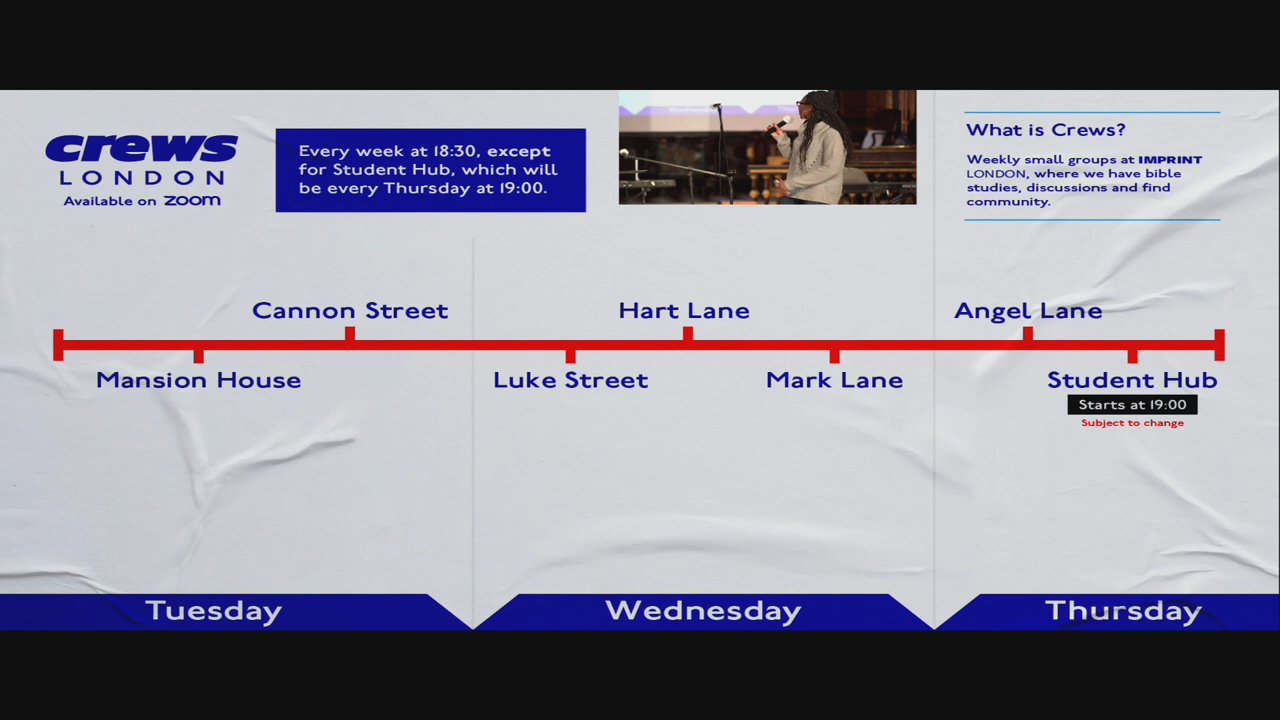 crews
LONDON
Available on zoom
Every week at 18:30, except
for Student Hub, which will
be every Thursday at 19:00.
What is Crews?
Weekly small groups at IMPRINT
LONDON, where we have bible
studies, discussions and find
community.
Cannon Street
Hart Lane
Angel Lane
Mansion House
Luke Street
Mark Lane
Student Hub
Starts at 19:00
Subject to change
Tuesday
Wednesday
Thursday